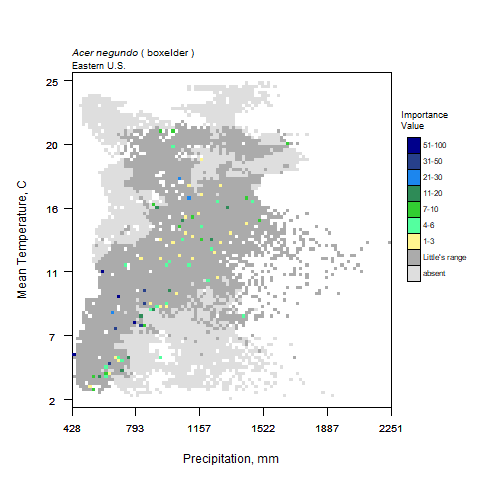 Acer negundo ( boxelder )
Eastern U.S.
25
20
16
11
7
2
Mean Temperature, C
428 793 1157 1522 1887 2251
Precipitation, mm
Importance
Value
51-100
31-50
21-30
11-20
7-10
4-6
1-3
Little's range
absent